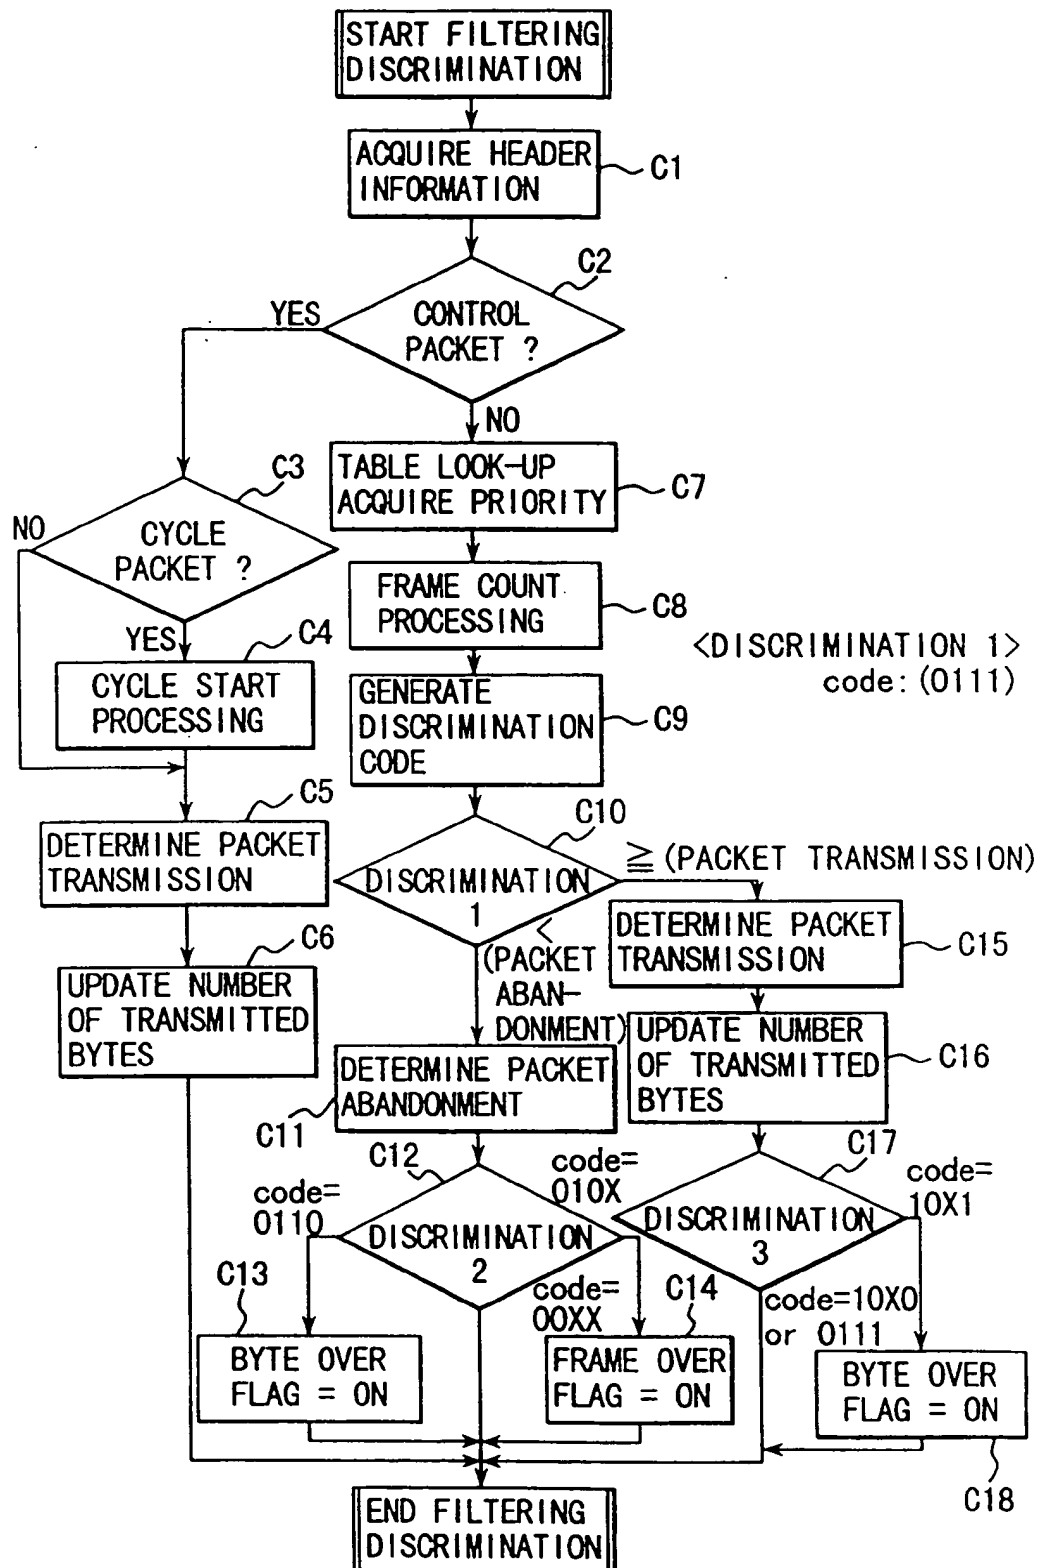 START FILTERING
DISCRIMINATION
ACQUIRE HEADER
INFORMATION
C1
C2
YES
CONTROL
PACKET ?
NO
C3
TABLE LOOK-UP
ACQUIRE PRIORITY
C7
NO
CYCLE
PACKET ?
FRAME COUNT
PROCESSING
C8
YES
C4
<DISCRIMINATION 1>
code:(0111)
CYCLE START
PROCESSING
GENERATE
DISCRIMINATION
CODE
C9
C5
C10
DETERMINE PACKET
TRANSMISSION
DISCRIMINATION
1
≧(PACKET TRANSMISSION)
<
(PACKET
ABAN-
DONMENT)
DETERMINE PACKET
TRANSMISSION
C15
C6
UPDATE NUMBER
OF TRANSMITTED
BYTES
UPDATE NUMBER
OF TRANSMITTED
BYTES
C16
DETERMINE PACKET
ABANDONMENT
C11
C12
C17
code=
0110
code=
010X
code=
10X1
DISCRIMINATION
2
DISCRIMINATION
3
C13
code=
00XX
C14
code=10X0
or 0111
BYTE OVER
FLAG = ON
FRAME OVER
FLAG = ON
BYTE OVER
FLAG = ON
C18
END FILTERING
DISCRIMINATION